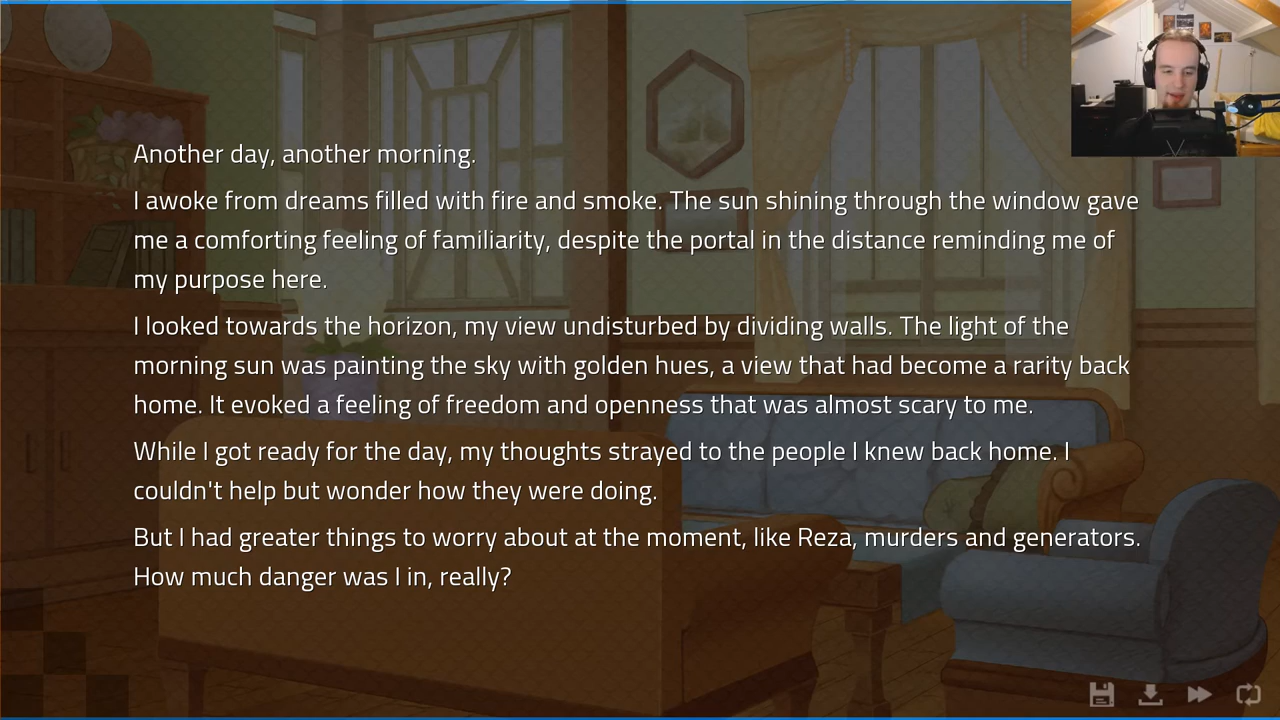 Another day, another morning.
I awoke from dreams filled with fire and smoke. The sun shining through the window gave
me a comforting feeling of familiarity, despite the portal in the distance reminding me of
my purpose here.
I looked towards the horizon, my view undisturbed by dividing walls. The light of the
morning sun was painting the sky with golden hues, a view that had become a rarity back
home. It evoked a feeling of freedom and openness that was almost scary to me.
While I got ready for the day, my thoughts strayed to the people I knew back home. I
couldn't help but wonder how they were doing.
But I had greater things to worry about at the moment, like Reza, murders and generators.
How much danger was I in, really?